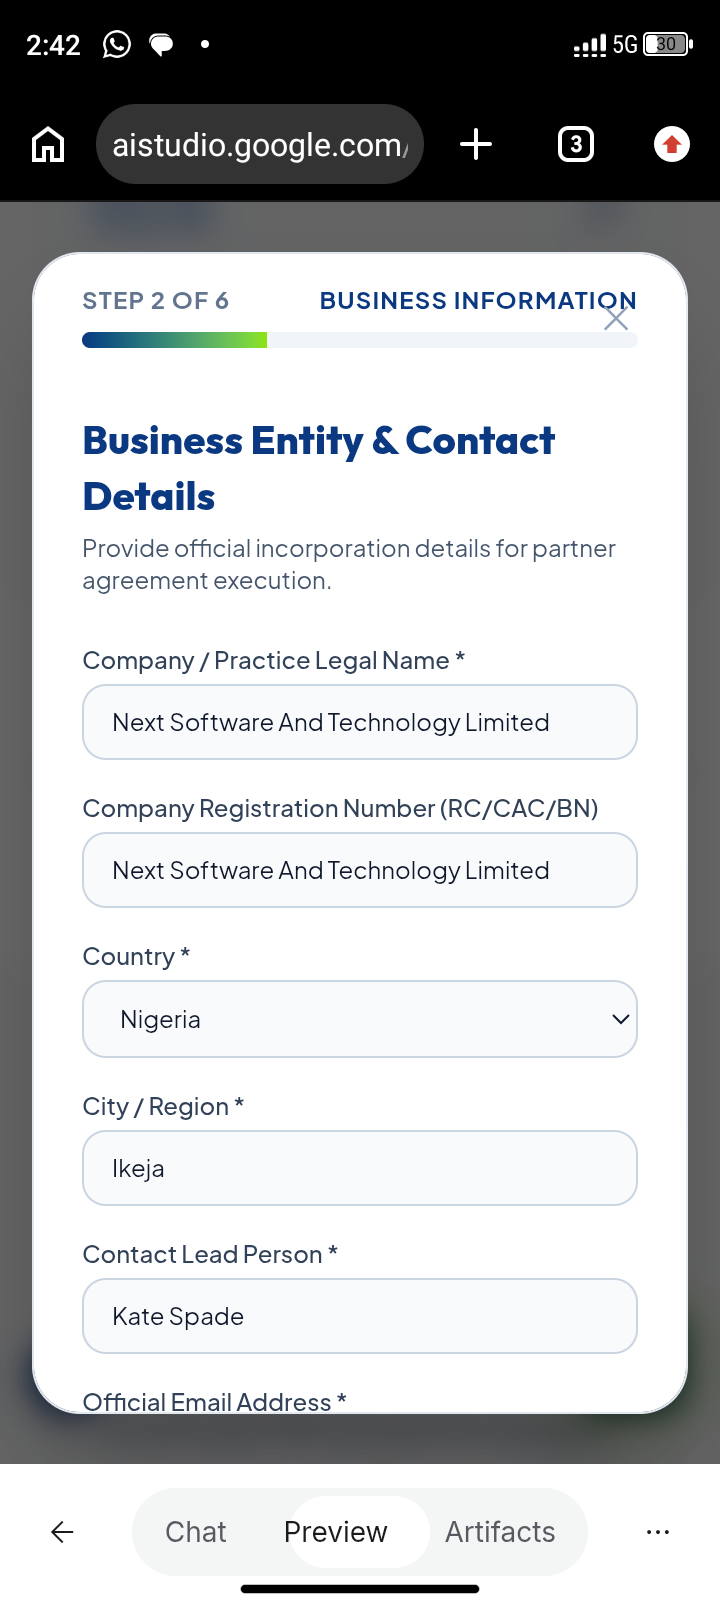 2:42
5G
30
aistudio.google.com/
3
STEP 2 OF 6
BUSINESS INFORMATION
Business Entity & Contact
Details
Provide official incorporation details for partner
agreement execution.
Company / Practice Legal Name *
Next Software And Technology Limited
Company Registration Number (RC/CAC/BN)
Next Software And Technology Limited
Country *
Nigeria
City / Region *
Ikeja
Contact Lead Person *
Kate Spade
Official Email Address *
Chat
Preview
Artifacts